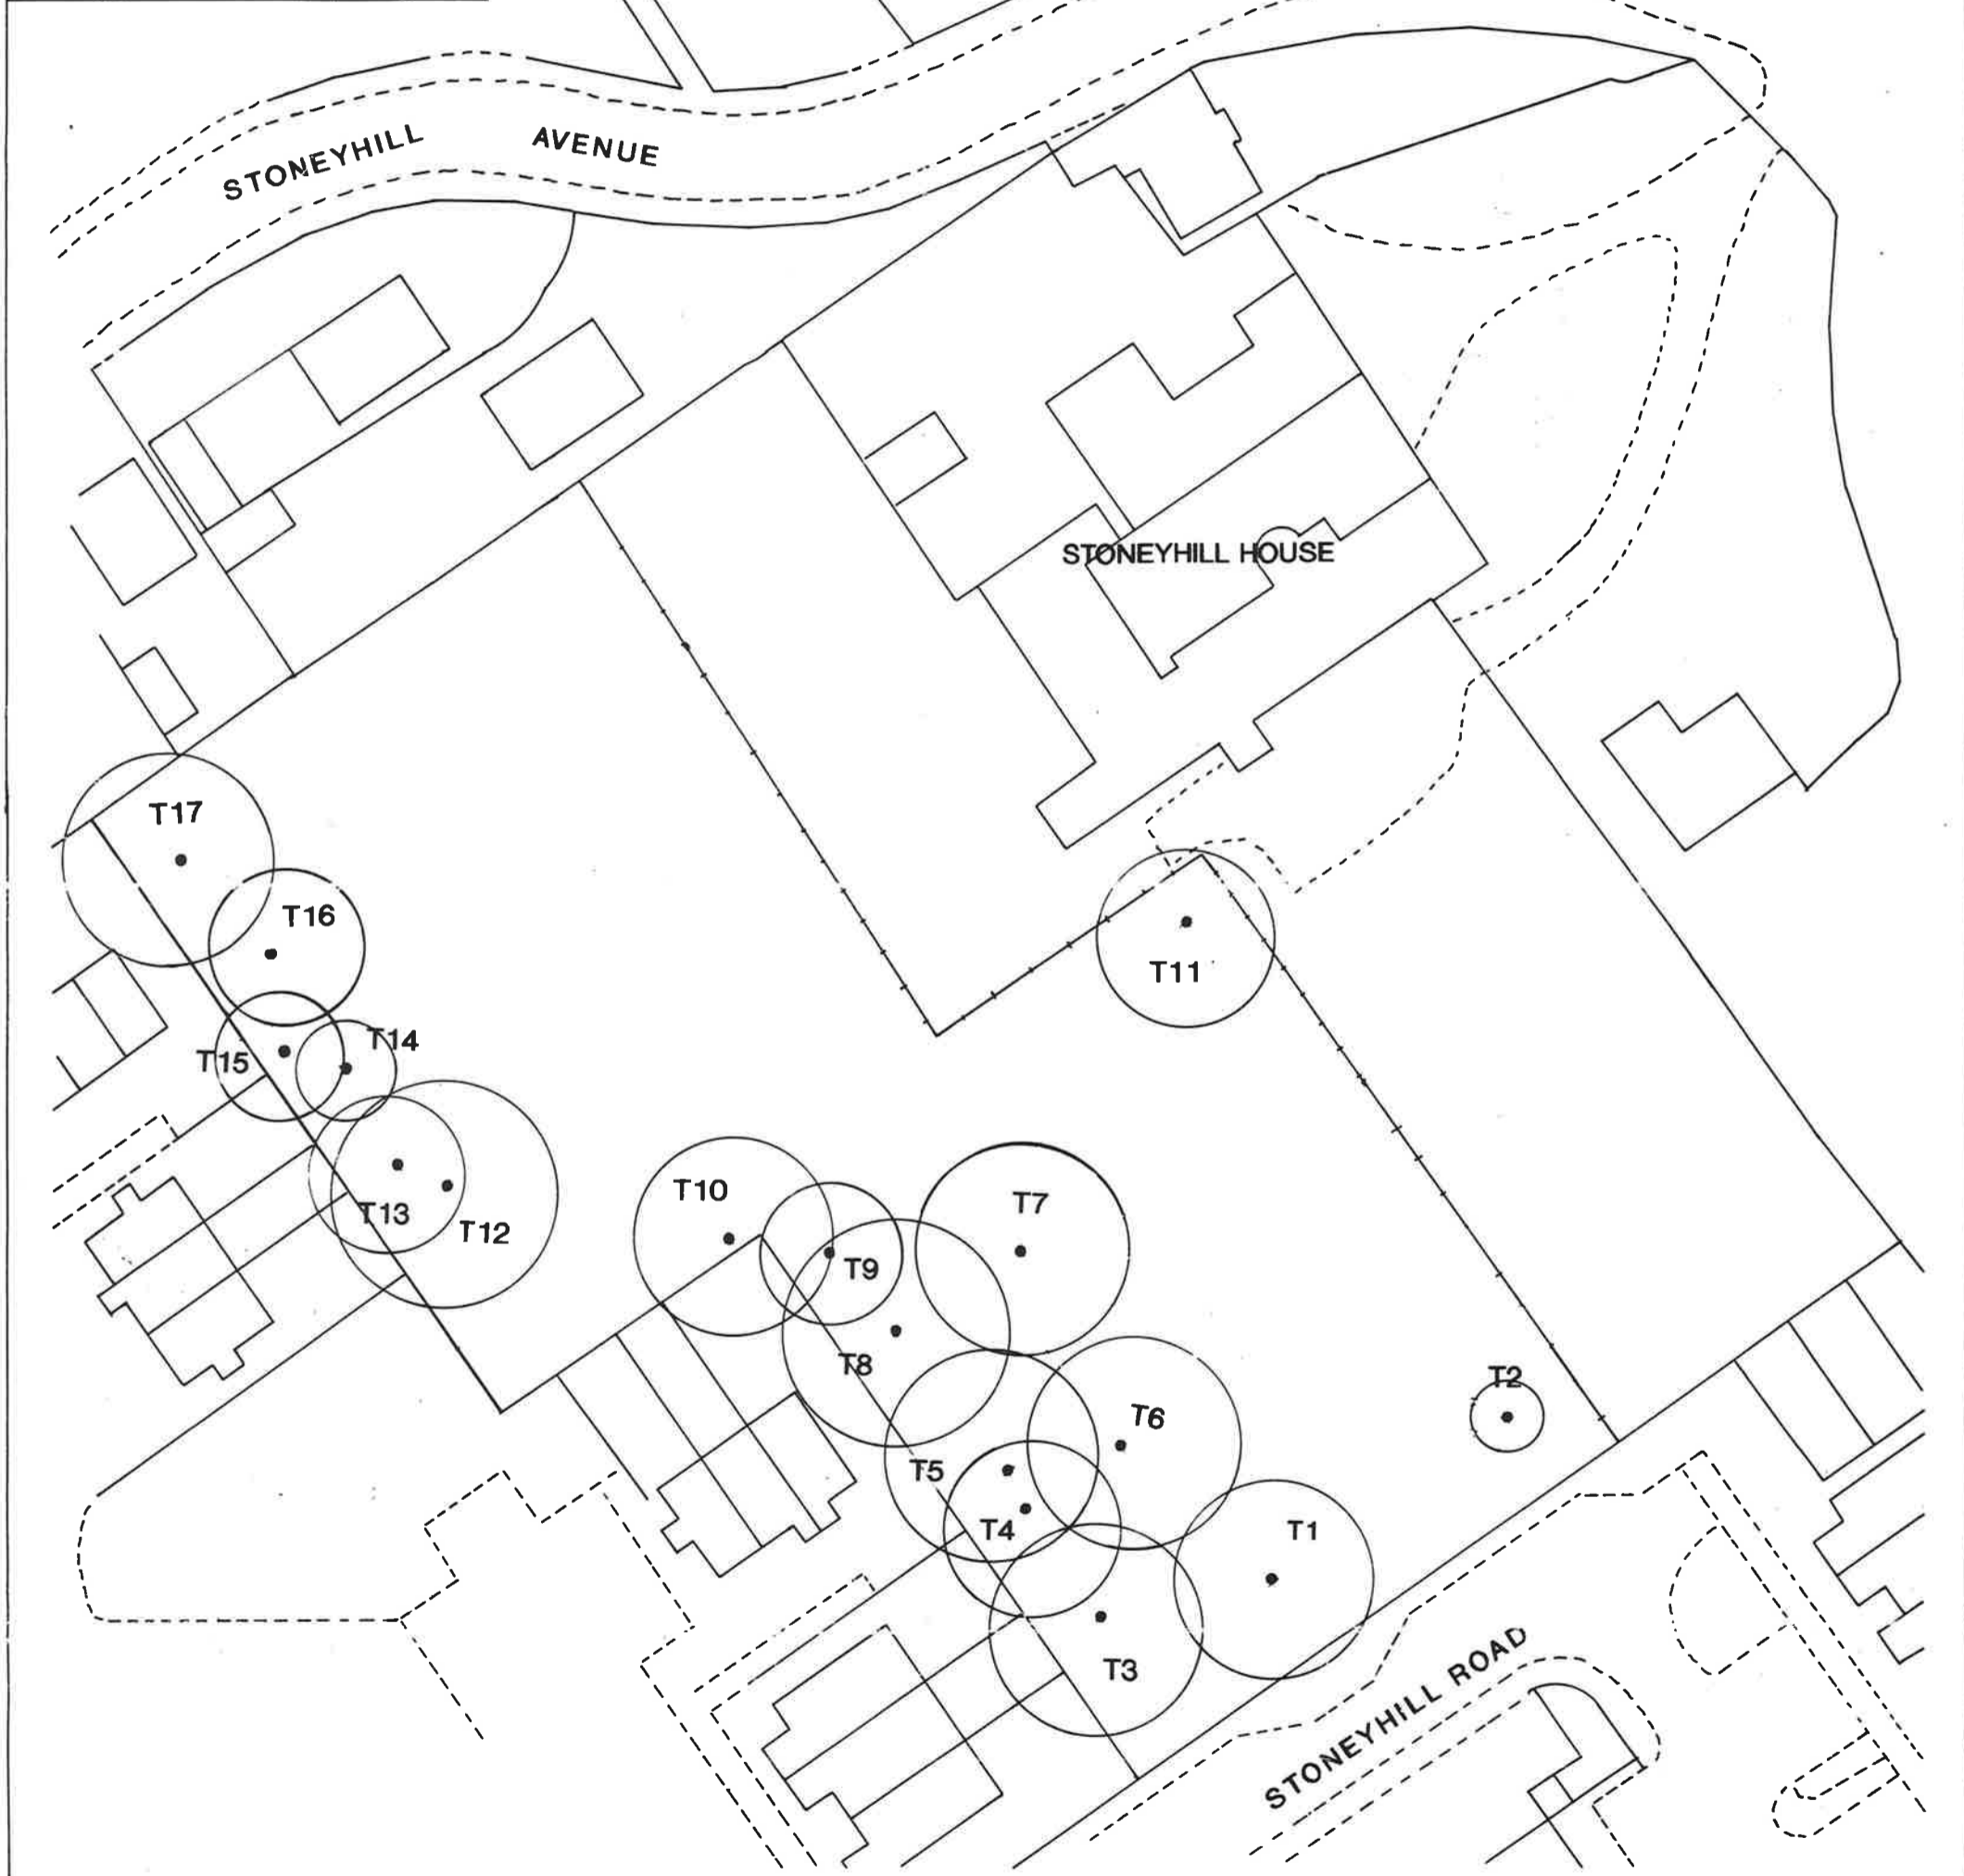 STONEYHILL AVENUE
STONEYHILL HOUSE
T17
T16
T11
T14
T15
T10
T7
T13
T12
T9
T8
T2
T6
T5
T4
T1
T3
STONEYHILL ROAD